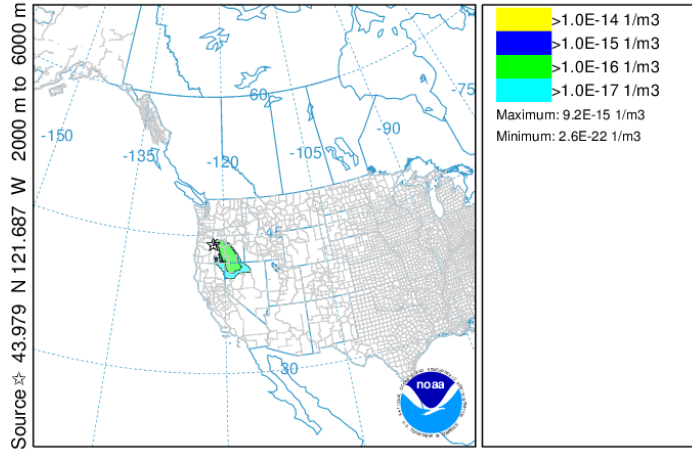 Source ☆ 43.979 N 121.687 W 2000 m to 6000 m
60
-75
-150
-90
-135
-105
-120
45
30
noaa
>1.0E-14 1/m3
>1.0E-15 1/m3
>1.0E-16 1/m3
>1.0E-17 1/m3
Maximum: 9.2E-15 1/m3
Minimum: 2.6E-22 1/m3